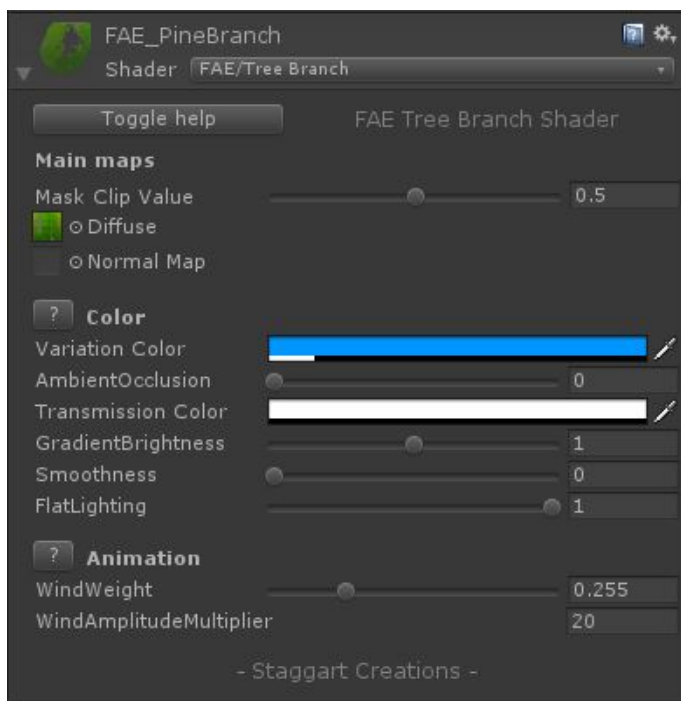 FAE_PineBranch
Shader FAE/Tree Branch
Toggle help FAE Tree Branch Shader
Main maps
Mask Clip Value 0.5
Diffuse
Normal Map
? Color
Variation Color
AmbientOcclusion 0
Transmission Color
GradientBrightness 1
Smoothness 0
FlatLighting 1
? Animation
WindWeight 0.255
WindAmplitudeMultiplier 20
- Staggart Creations -